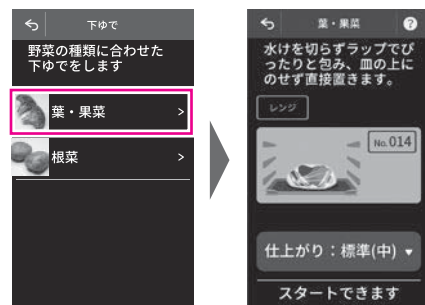 下ゆで
野菜の種類に合わせた
下ゆでをします
葉・果菜
根菜
葉・果菜
?
水けを切らずラップでぴ
ったりと包み、皿の上に
のせず直接置きます。
レンジ
No.014
仕上がり：標準(中)
スタートできます